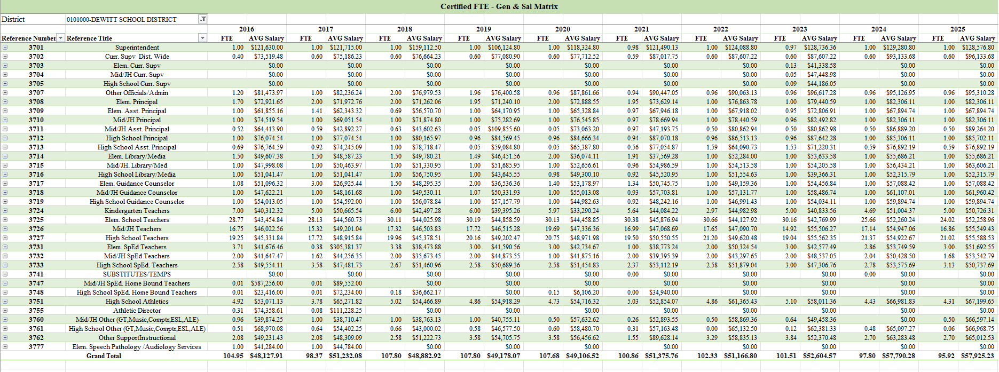 Certified FTE - Gen & Sal Matrix
District 0101000-DEWITT SCHOOL DISTRICT
2016 2017 2018 2019 2020 2021 2022 2023 2024 2025
Reference Number Reference Title FTE AVG Salary FTE AVG Salary FTE AVG Salary FTE AVG Salary FTE AVG Salary FTE AVG Salary FTE AVG Salary FTE AVG Salary FTE AVG Salary FTE AVG Salary
3701 Superintendent 1.00 $121,630.00 1.00 $121,715.00 1.00 $159,112.50 1.00 $106,124.80 1.00 $118,324.80 0.98 $121,490.13 1.00 $124,088.80 0.97 $128,736.36 1.00 $129,280.80 1.00 $128,576.80
3702 Curr. Supv Dist. Wide 0.40 $73,519.48 0.60 $75,186.23 0.60 $76,664.23 0.60 $77,080.90 0.60 $77,712.52 0.59 $87,017.75 0.60 $87,607.22 0.60 $87,607.22 0.60 $93,133.68 0.60 $96,133.68
3703 Elem. Curr. Supv $0.00 $0.00 $0.00 $0.00 $0.00 $0.00 $0.00 0.13 $41,338.58 $0.00 $0.00
3704 Mid/JH Curr. Supv $0.00 $0.00 $0.00 $0.00 $0.00 $0.00 $0.00 0.05 $47,448.98 $0.00 $0.00
3705 High School Curr. Supv $0.00 $0.00 $0.00 $0.00 $0.00 $0.00 $0.00 0.09 $44,186.05 $0.00 $0.00
3707 Other Officials/Admin 1.20 $81,473.97 1.00 $82,236.24 2.00 $76,979.53 1.96 $76,400.58 0.96 $87,861.66 0.94 $90,447.05 0.96 $90,063.13 0.96 $96,617.28 0.96 $95,126.95 0.96 $95,310.28
3708 Elem. Principal 1.70 $72,921.65 2.00 $71,972.76 2.00 $71,262.06 1.95 $71,240.10 2.00 $72,888.55 1.95 $73,629.14 1.00 $76,863.78 1.00 $79,440.59 1.00 $82,306.11 1.00 $82,306.11
3709 Elem. Asst. Principal 1.00 $61,855.16 1.41 $62,343.32 0.69 $56,570.70 1.00 $64,170.95 1.00 $65,328.84 0.97 $67,946.18 1.00 $67,918.02 0.95 $72,806.91 1.00 $67,894.74 1.00 $67,894.74
3710 Mid/JH Principal 1.00 $74,519.54 1.00 $69,051.54 1.00 $71,874.80 1.00 $75,282.69 1.00 $76,545.85 0.97 $78,669.94 1.00 $78,440.59 0.96 $82,492.82 1.00 $82,306.11 1.00 $82,306.11
3711 Mid/JH Asst. Principal 0.52 $64,413.90 0.59 $42,892.27 0.63 $43,602.63 0.05 $109,855.60 0.05 $73,063.20 0.97 $47,193.75 0.50 $80,862.94 0.50 $80,862.98 0.50 $86,889.20 0.50 $89,264.20
3712 High School Principal 1.00 $76,074.54 1.00 $77,074.54 1.00 $80,165.97 0.96 $84,569.45 0.96 $84,666.34 0.94 $87,070.18 0.96 $86,513.13 0.96 $87,642.28 1.00 $85,306.11 1.00 $85,702.11
3713 High School Asst. Principal 0.69 $76,764.59 0.92 $74,245.09 1.00 $78,718.47 0.05 $59,084.80 0.05 $65,387.80 0.56 $77,054.87 1.59 $64,090.73 1.53 $71,220.31 0.59 $76,892.19 0.59 $76,892.19
3714 Elem. Library/Media 1.50 $49,607.38 1.50 $48,587.23 1.50 $49,780.21 1.49 $46,451.56 2.00 $36,074.11 1.91 $37,569.28 1.00 $52,284.00 1.00 $53,633.58 1.00 $55,686.21 1.00 $55,686.21
3715 Mid/JH. Library/Med 1.00 $47,998.08 1.00 $50,463.97 1.00 $51,330.95 1.00 $51,685.95 1.00 $52,656.61 0.96 $54,986.59 1.00 $54,513.58 1.00 $54,205.58 1.00 $56,434.21 1.00 $63,606.21
3716 High School Library/Media 1.00 $51,041.47 1.00 $51,041.47 1.00 $56,750.95 1.00 $43,645.55 0.98 $49,300.10 0.92 $45,520.95 1.00 $51,554.63 1.00 $39,366.31 1.00 $52,315.79 1.00 $52,315.79
3717 Elem. Guidance Counselor 1.08 $51,096.32 3.00 $26,925.44 1.50 $48,295.35 2.00 $36,536.36 1.40 $53,178.97 1.34 $50,745.75 1.00 $49,159.36 1.00 $54,456.84 1.00 $57,088.42 1.00 $57,088.42
3718 Mid/JH Guidance Counselor 1.00 $47,622.21 1.00 $48,161.68 1.00 $49,530.11 1.07 $50,331.93 1.00 $55,013.08 0.93 $57,703.81 1.00 $57,131.77 1.00 $58,486.74 1.00 $61,107.01 1.00 $61,960.42
3719 High School Guidance Counselor 1.00 $54,013.05 1.00 $54,592.00 1.00 $56,078.84 1.00 $57,157.79 1.00 $44,982.63 0.92 $48,242.16 1.00 $46,991.43 1.00 $54,034.11 1.00 $59,894.74 1.00 $59,894.74
3724 Kindergarten Teachers 7.00 $40,312.32 5.00 $50,665.54 6.00 $42,497.28 6.00 $39,395.26 5.97 $33,290.24 5.64 $44,084.22 2.97 $44,982.98 5.00 $40,833.56 4.69 $51,004.37 5.00 $50,726.31
3725 Elem. School Teachers 28.77 $43,454.84 28.13 $44,560.73 30.11 $44,025.98 30.19 $44,858.59 30.13 $44,458.85 30.38 $45,876.94 30.66 $44,127.92 30.16 $42,769.99 25.66 $52,260.24 24.02 $52,258.96
3726 Mid/JH Teachers 16.75 $46,022.56 15.32 $49,201.04 17.32 $46,503.83 17.72 $46,515.28 19.69 $47,336.36 16.99 $47,068.69 17.65 $47,090.70 14.92 $55,506.27 17.14 $54,947.06 16.86 $55,549.43
3727 High School Teachers 19.25 $45,331.84 17.72 $48,915.84 19.96 $45,378.51 20.16 $49,202.47 20.75 $48,971.98 19.50 $50,550.55 21.20 $49,620.48 19.04 $55,562.35 21.37 $54,922.67 21.02 $55,588.53
3731 Elem. SpEd Teachers 3.71 $41,676.46 0.38 $305,381.37 3.38 $38,473.88 3.00 $41,590.56 3.00 $42,734.67 1.00 $38,773.24 2.00 $50,324.54 3.00 $42,577.49 2.86 $53,749.59 3.00 $51,692.55
3732 Mid/JH SpEd Teachers 2.00 $41,647.47 1.62 $44,256.35 2.00 $35,673.45 2.00 $44,873.55 1.00 $41,875.16 2.00 $39,395.39 2.00 $43,297.65 2.00 $48,537.05 2.04 $50,428.50 1.68 $53,542.79
3733 High School SpEd. Teachers 2.58 $49,554.11 3.58 $47,481.73 2.67 $51,460.96 2.58 $50,689.36 2.58 $51,454.83 2.37 $53,112.19 2.58 $51,879.04 3.00 $47,306.76 2.78 $53,575.69 3.13 $50,737.69
3741 SUBSTITUTES/TEMPS $0.00 $0.00 $0.00 $0.00 $0.00 0.00 $0.00 $0.00 $0.00 0.00 $0.00 $0.00
3747 Mid/JH SpEd. Home Bound Teachers 0.01 $587,256.00 0.01 $89,552.00 $0.00 $0.00 $0.00 $0.00 $0.00 $0.00 $0.00 $0.00
3748 High School SpEd. Home Bound Teachers 0.01 $23,416.00 0.01 $72,234.00 0.18 $36,662.17 $0.00 0.15 $6,106.20 0.00 $34,940.00 $0.00 $0.00 $0.00 $0.00
3751 High School Athletics 4.92 $53,071.13 3.78 $65,271.82 5.02 $54,466.89 4.86 $54,918.29 4.73 $54,716.32 5.03 $52,854.07 4.86 $61,365.43 5.10 $58,011.36 4.43 $66,981.83 4.31 $67,199.65
3755 Athletic Director 0.31 $74,358.61 0.08 $111,228.25 $0.00 $0.00 $0.00 $0.00 $0.00 $0.00 $0.00 $0.00
3760 Mid/JH Other (GT,Music,Comptr,ESL,ALE) 0.96 $39,874.25 1.00 $38,710.47 1.00 $38,763.13 1.00 $40,755.11 0.50 $57,632.62 0.26 $52,893.55 0.50 $58,869.36 0.64 $49,458.36 $0.00 0.50 $66,597.14
3761 High School Other (GT,Music,Comptr,ESL,ALE) 0.51 $68,970.08 0.64 $54,402.25 0.66 $43,000.02 0.58 $46,577.50 0.60 $58,480.70 0.31 $57,163.48 0.00 $65,132.50 0.12 $62,381.33 0.48 $65,097.27 0.06 $66,968.75
3762 Other SupportInstructional 2.08 $49,231.43 2.08 $48,309.09 2.58 $51,222.73 3.58 $54,705.75 3.58 $56,456.62 1.55 $89,628.14 3.29 $58,835.13 3.84 $52,370.48 2.70 $63,283.48 2.70 $65,012.53
3777 Elem. Speech Pathology /Audiology Services 1.00 $41,284.00 1.00 $44,784.00 $0.00 $0.00 $0.00 $0.00 $0.00 $0.00 $0.00 $0.00
Grand Total 104.95 $48,127.91 98.37 $51,232.08 107.80 $48,882.92 107.80 $49,178.07 107.68 $49,106.52 100.86 $51,375.76 102.33 $51,166.80 101.51 $52,604.57 97.80 $57,790.28 95.92 $57,925.23